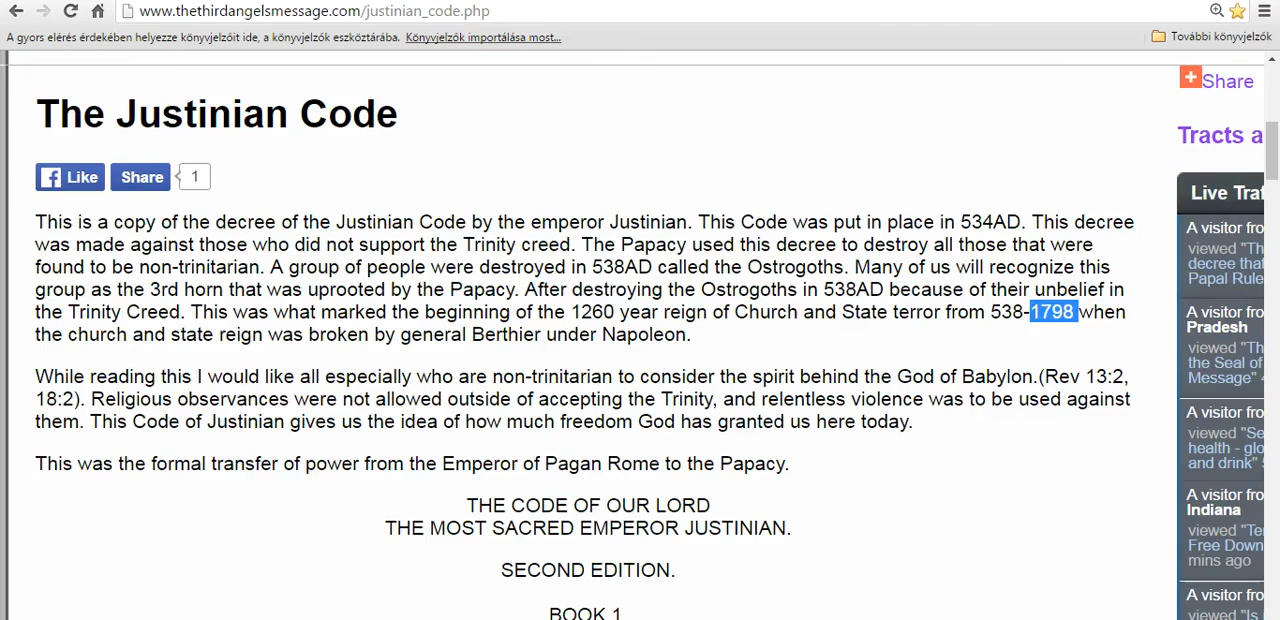 www.thethirdangelsmessage.com/justinian_code.php
A gyors elérés érdekében helyezze könyvjelzőit ide, a könyvjelzők eszköztárába. Könyvjelzők importálása most...
További könyvjelzők
Share
The Justinian Code
Tracts a
Like Share 1
Live Traf
This is a copy of the decree of the Justinian Code by the emperor Justinian. This Code was put in place in 534AD. This decree
was made against those who did not support the Trinity creed. The Papacy used this decree to destroy all those that were
found to be non-trinitarian. A group of people were destroyed in 538AD called the Ostrogoths. Many of us will recognize this
group as the 3rd horn that was uprooted by the Papacy. After destroying the Ostrogoths in 538AD because of their unbelief in
the Trinity Creed. This was what marked the beginning of the 1260 year reign of Church and State terror from 538-1798 when
the church and state reign was broken by general Berthier under Napoleon.
While reading this I would like all especially who are non-trinitarian to consider the spirit behind the God of Babylon.(Rev 13:2,
18:2). Religious observances were not allowed outside of accepting the Trinity, and relentless violence was to be used against
them. This Code of Justinian gives us the idea of how much freedom God has granted us here today.
This was the formal transfer of power from the Emperor of Pagan Rome to the Papacy.
THE CODE OF OUR LORD
THE MOST SACRED EMPEROR JUSTINIAN.
SECOND EDITION.
BOOK 1
A visitor fro
viewed "Th
decree tha
Papal Rule
A visitor fro
Pradesh
viewed "Th
the Seal of
Message" 4
A visitor fro
viewed "Se
health - glo
and drink" 5
A visitor fro
Indiana
viewed "Te
Free Down
mins ago
A visitor fro
viewed "Is